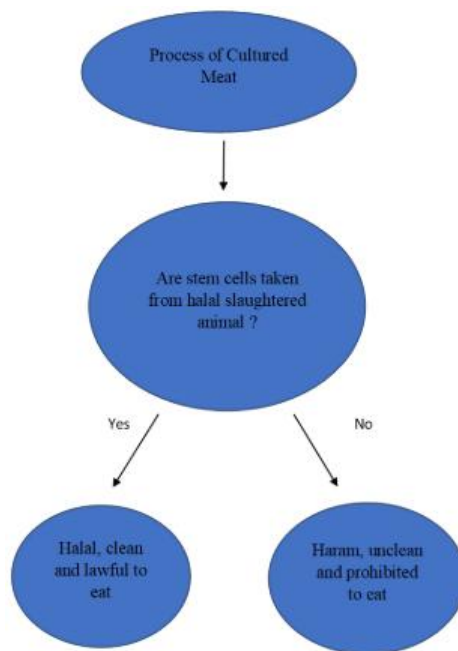 Process of Cultured
Meat
Are stem cells taken
from halal slaughtered
animal ?
Yes
No
Halal, clean
and lawful to
eat
Haram, unclean
and prohibited
to eat